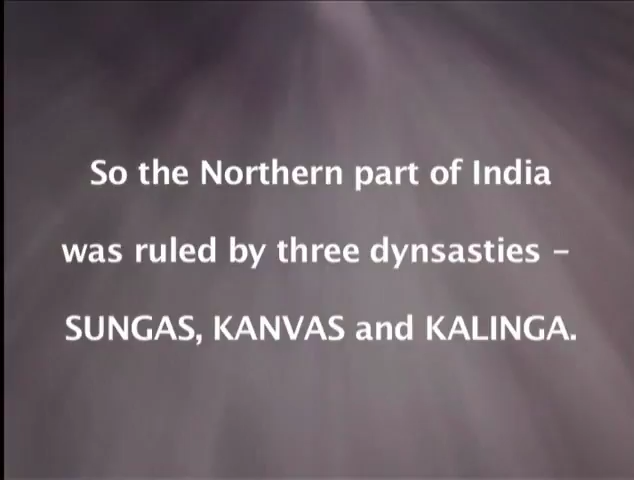 So the Northern part of India
was ruled by three dynsasties –
SUNGAS, KANVAS and KALINGA.